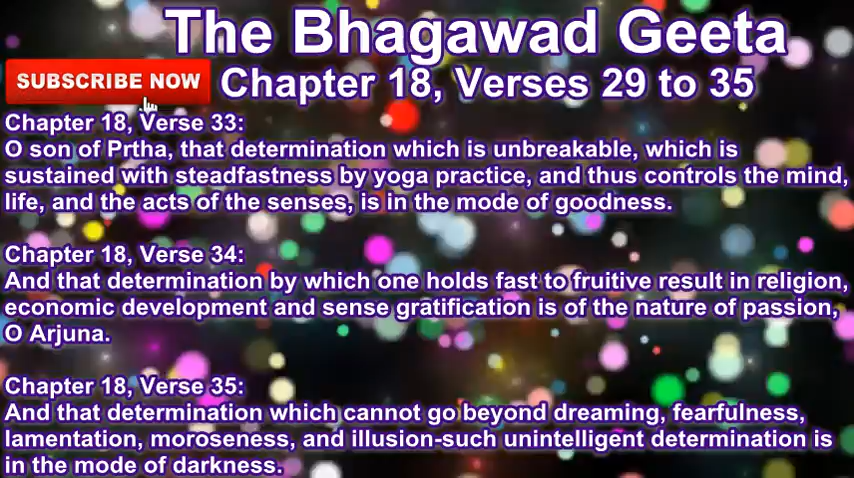 The Bhagawad Geeta
SUBSCRIBE NOW
Chapter 18, Verses 29 to 35
Chapter 18, Verse 33:
O son of Prtha, that determination which is unbreakable, which is
sustained with steadfastness by yoga practice, and thus controls the mind,
life, and the acts of the senses, is in the mode of goodness.
Chapter 18, Verse 34:
And that determination by which one holds fast to fruitive result in religion,
economic development and sense gratification is of the nature of passion,
O Arjuna.
Chapter 18, Verse 35:
And that determination which cannot go beyond dreaming, fearfulness,
lamentation, moroseness, and illusion-such unintelligent determination is
in the mode of darkness.